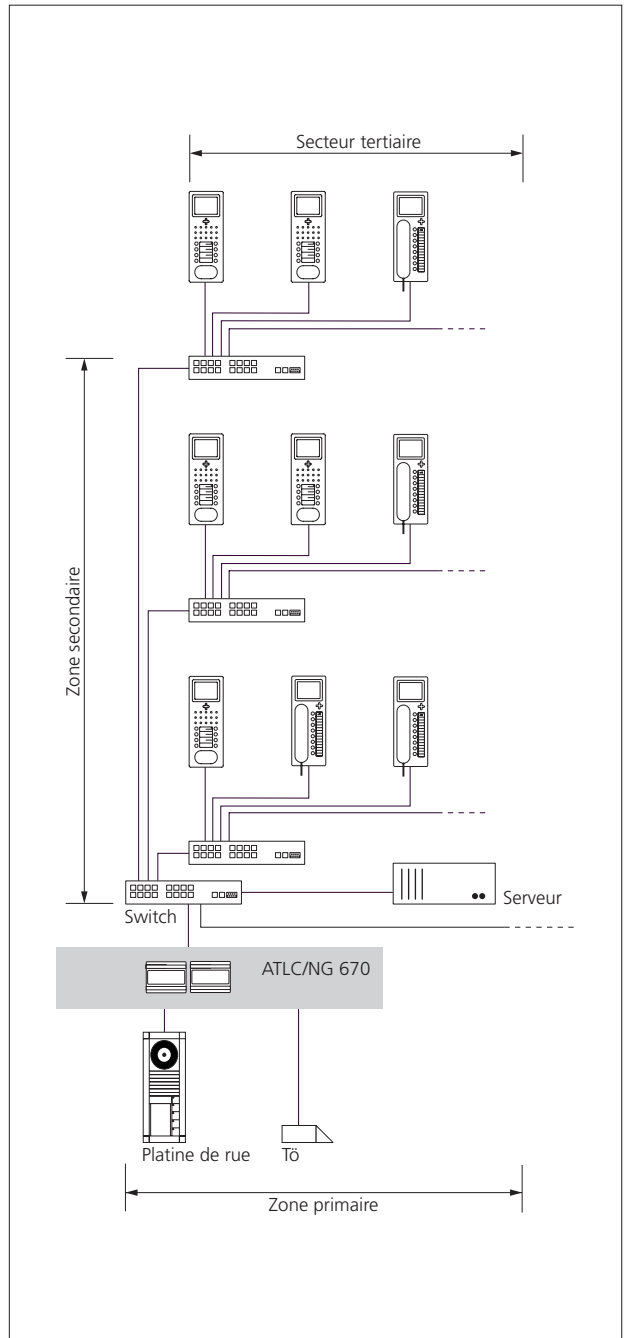 Secteur tertiaire
Zone secondaire
Switch
Serveur
ATLC/NG 670
Platine de rue
Tö
Zone primaire